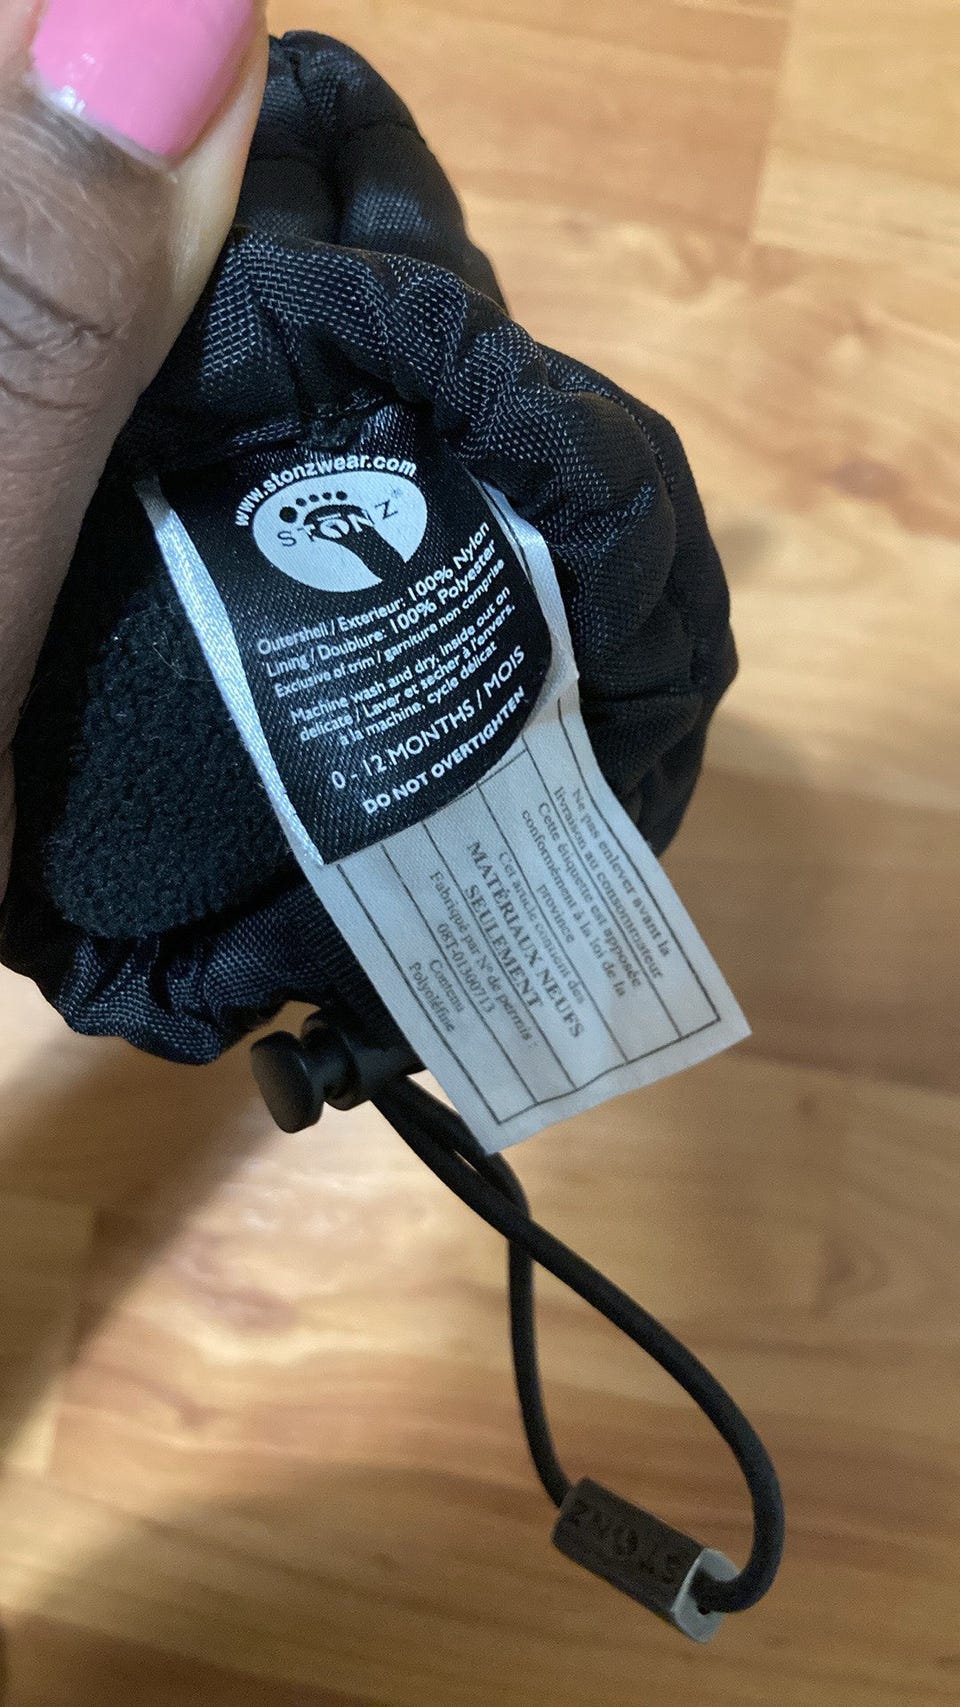 www.stonzwear.com
STONZ
Outershell / Exterieur: 100% Nylon
Lining / Doublure: 100% Polyester
Exclusive of trim / garniture non comprise
Machine wash and dry, inside out on
delicate / Laver et secher à l'envers.
à la machine, cycle délicat
0 - 12 MONTHS / MOIS
DO NOT OVERTIGHTEN
Ne pas enlever avant la
livraison au consommateur
Cette étiquette est apposée
conformément à la loi de la
province
Cet article contient des
MATÉRIAUX NEUFS
SEULEMENT
Fabriqué par N° de permis :
08T-01300713
Contenu
Polyoléfine
STONZ